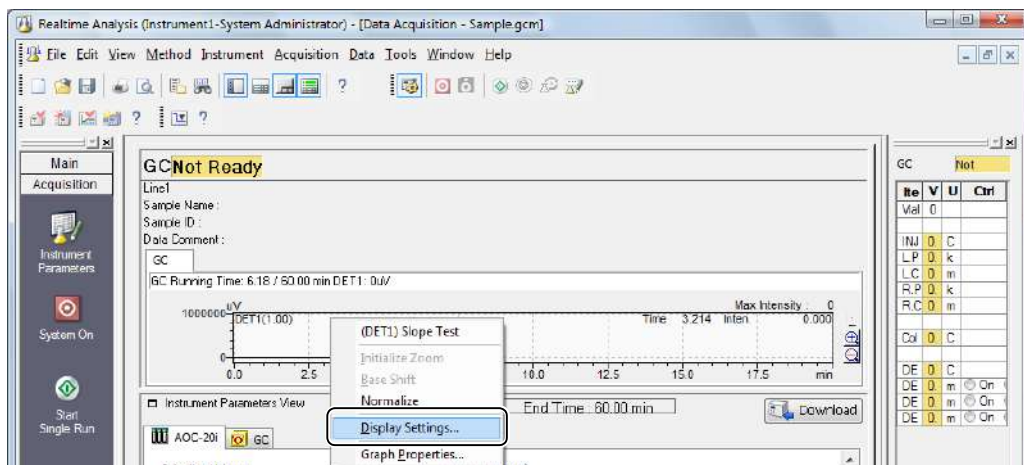 Realtime Analysis (Instrument1-System Administrator) - [Data Acquisition - Sample.gcm]
File Edit View Method Instrument Acquisition Data Tools Window Help
Main
Acquisition
Instrument
Parameters
System On
Start
Single Run
GC Not Ready
Line1
Sample Name :
Sample ID :
Data Comment :
GC
GC Running Time: 6.18 / 60.00 min DET1: 0uV
uV
Max Intensity : 0
1000000
DET1(1.00)
Time 3.214 Inten. 0.000
0
0.0 2.5 10.0 12.5 15.0 17.5 min
(DET1) Slope Test
Initialize Zoom
Base Shift
Normalize
Display Settings...
Graph Properties...
Instrument Parameters View
End Time : 60.00 min
Download
AOC-20i
GC
GC Not
Ite V U Ctrl
Vial 0
INJ 0. C
L.P 0. k
L.C 0. m
R.P 0. k
R.C 0. m
Col 0. C
DE 0. C
DE 0. m On
DE 0. m On
DE 0. m On